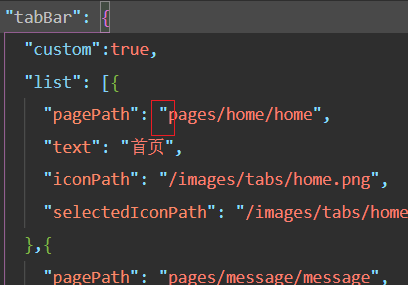 "tabBar": {
"custom":true,
"list": [{
"pagePath": "pages/home/home",
"text": "首页",
"iconPath": "/images/tabs/home.png",
"selectedIconPath": "/images/tabs/home
},{
"pagePath": "pages/message/message",